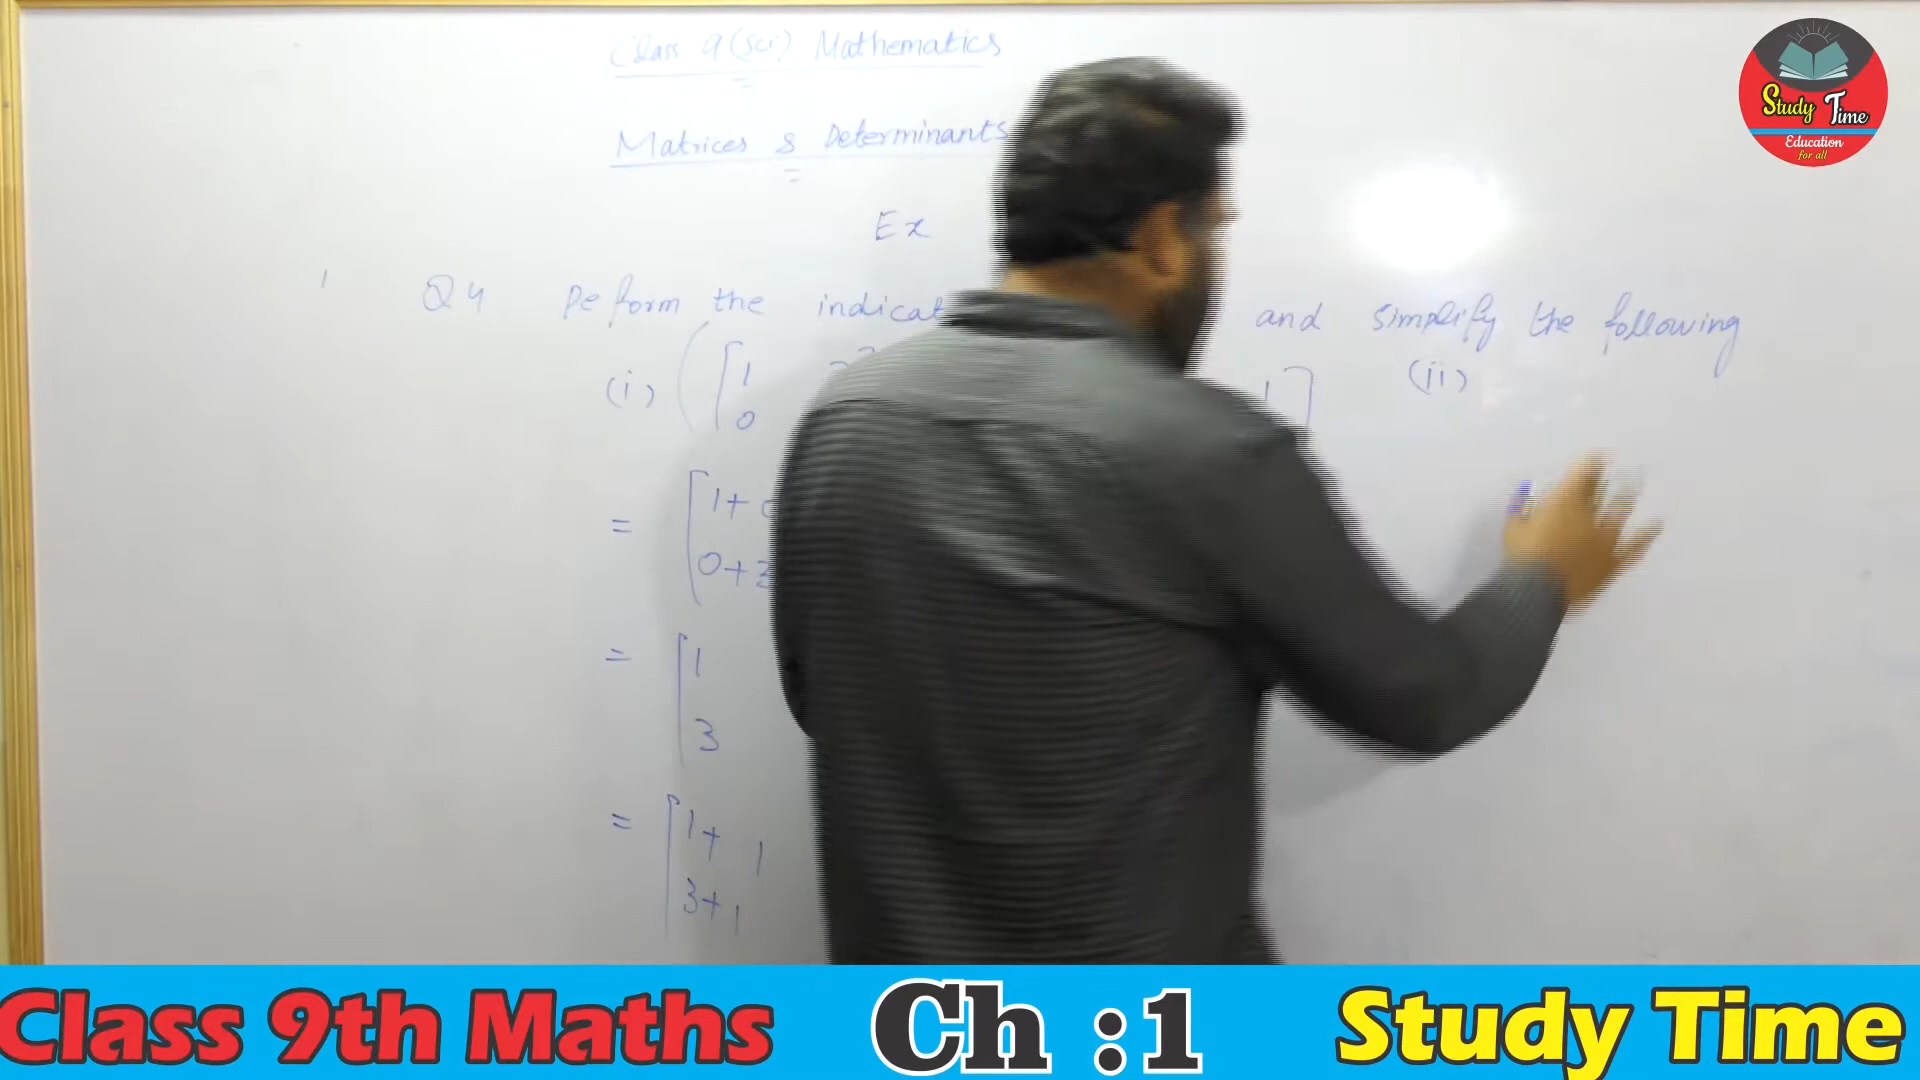 Class 9 (Sci) Mathematics
Matrices & Determinants
Ex
Q4 Peform the indicat and simplify the following
(i) ( [ 1
0
1 ] (ii)
= [ 1+
0+3
= [ 1
3
= [ 1+ 1
3+1
Study Time
Education
for all
Class 9th Maths Ch :1 Study Time